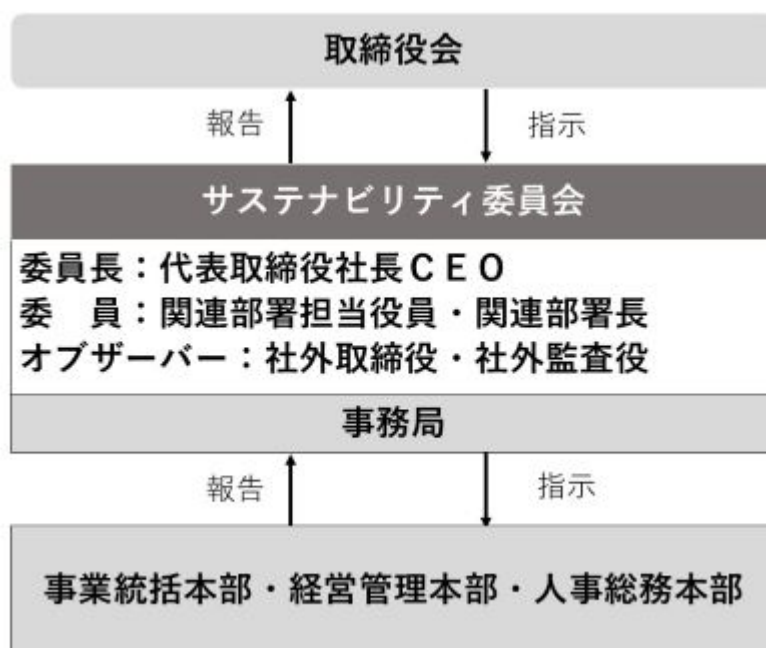 取締役会
報告
指示
サステナビリティ委員会
委員長：代表取締役社長ＣＥＯ
委　員：関連部署担当役員・関連部署長
オブザーバー：社外取締役・社外監査役
事務局
報告
指示
事業統括本部・経営管理本部・人事総務本部